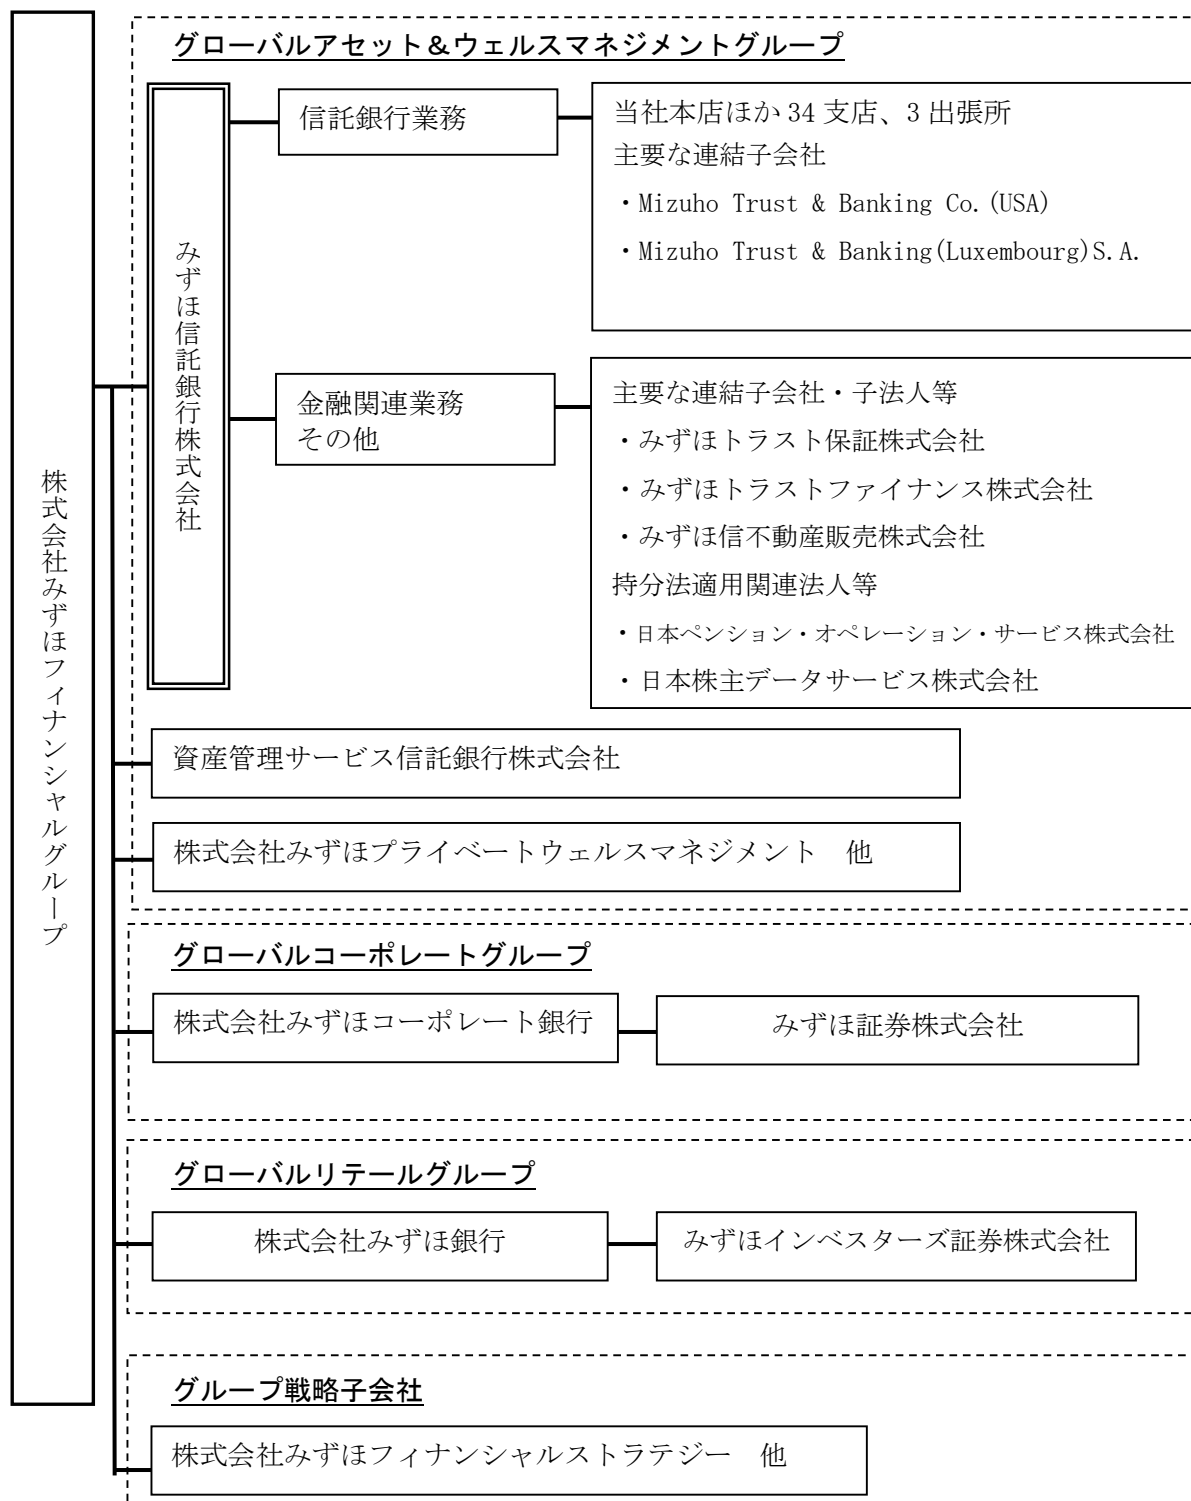 株式会社みずほフィナンシャルグループ
グローバルアセット＆ウェルスマネジメントグループ
みずほ信託銀行株式会社
信託銀行業務
当社本店ほか 34 支店、3 出張所
主要な連結子会社
・Mizuho Trust & Banking Co.(USA)
・Mizuho Trust & Banking(Luxembourg)S.A.
金融関連業務
その他
主要な連結子会社・子法人等
・みずほトラスト保証株式会社
・みずほトラストファイナンス株式会社
・みずほ信不動産販売株式会社
持分法適用関連法人等
・日本ペンション・オペレーション・サービス株式会社
・日本株主データサービス株式会社
資産管理サービス信託銀行株式会社
株式会社みずほプライベートウェルスマネジメント　他
グローバルコーポレートグループ
株式会社みずほコーポレート銀行
みずほ証券株式会社
グローバルリテールグループ
株式会社みずほ銀行
みずほインベスターズ証券株式会社
グループ戦略子会社
株式会社みずほフィナンシャルストラテジー　他